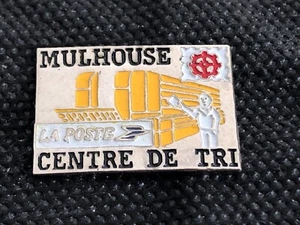 MULHOUSE
LA POSTE
CENTRE DE TRI